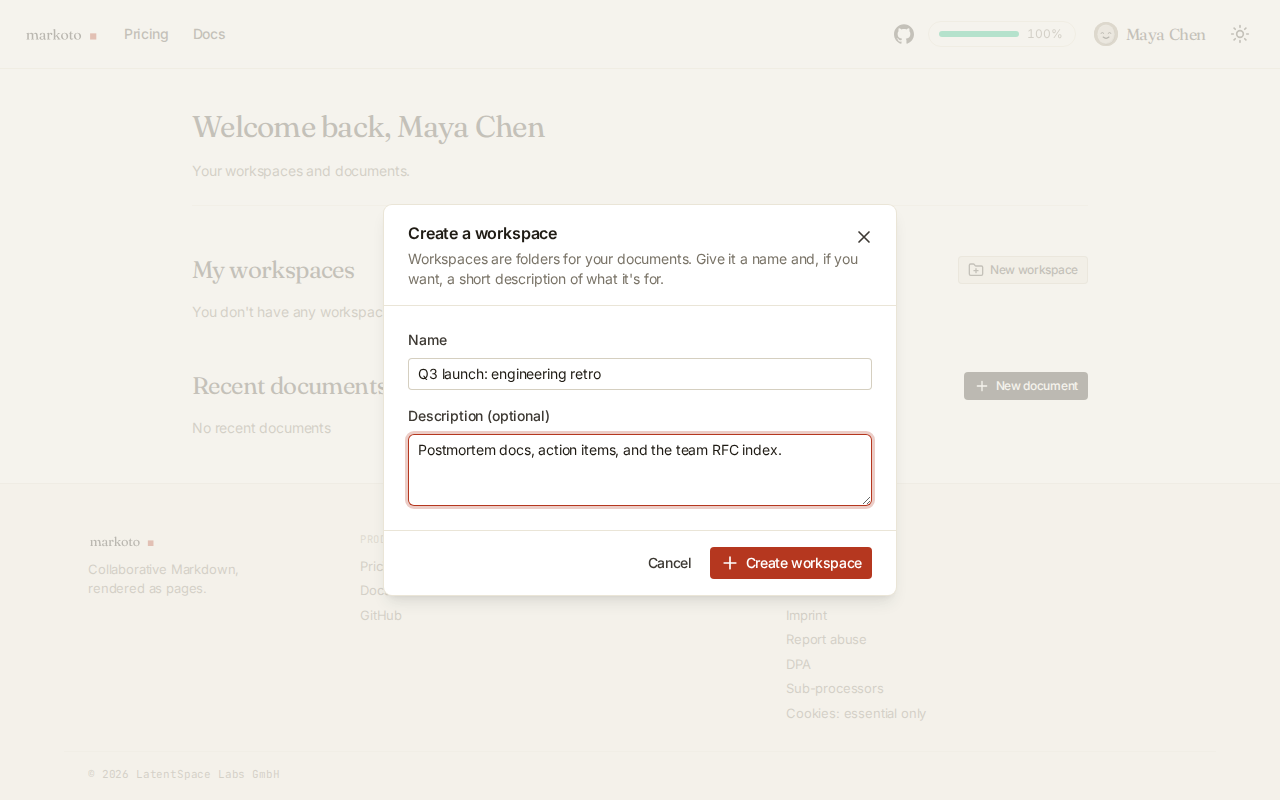 markoto
Pricing
Docs
100%
Maya Chen
Welcome back, Maya Chen
Your workspaces and documents.
Create a workspace
Workspaces are folders for your documents. Give it a name and, if you
want, a short description of what it's for.
My workspaces
New workspace
You don't have any
Name
Q3 launch: engineering retro
Recent documents
New document
No recent documents
Description (optional)
Postmortem docs, action items, and the team RFC index.
Cancel
Create workspace
markoto
Collaborative Markdown,
rendered as pages.
GitHub
Imprint
Report abuse
DPA
Sub-processors
Cookies: essential only
© 2026 LatentSpace Labs GmbH